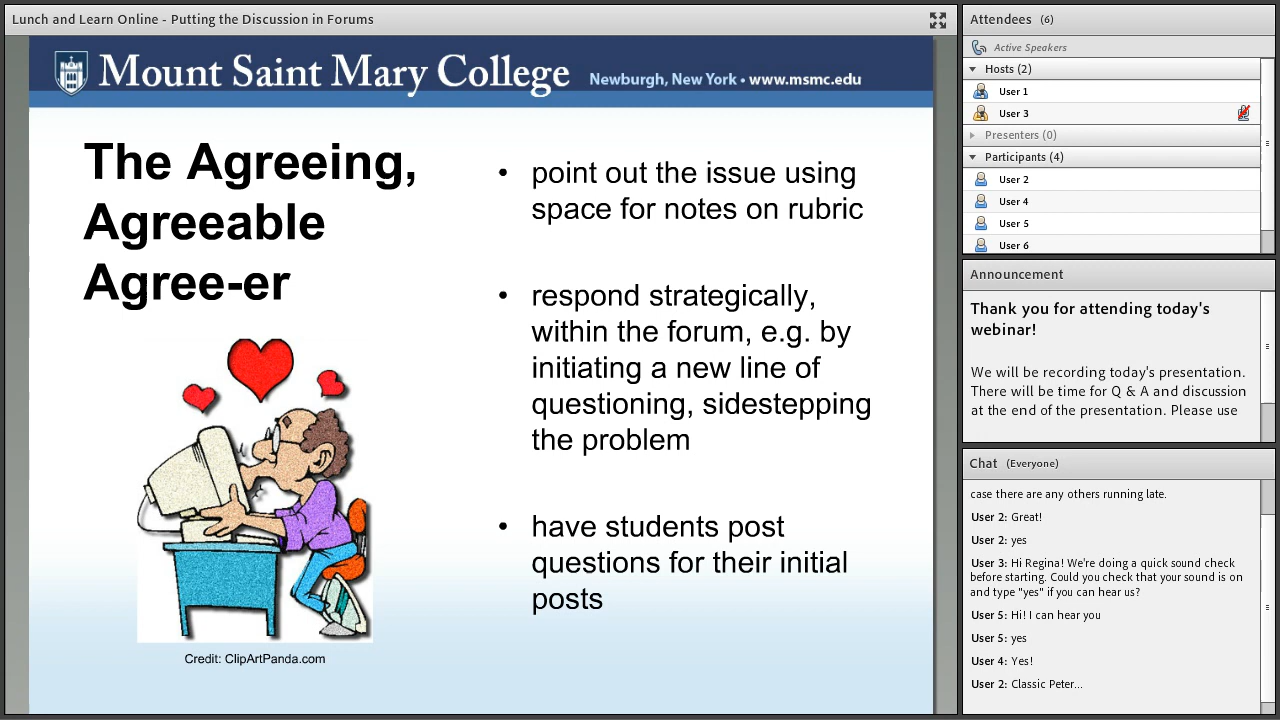 Lunch and Learn Online - Putting the Discussion in Forums
Mount Saint Mary College
Newburgh, New York • www.msmc.edu
The Agreeing,
Agreeable
Agree-er
Credit: ClipArtPanda.com
• point out the issue using
space for notes on rubric
• respond strategically,
within the forum, e.g. by
initiating a new line of
questioning, sidestepping
the problem
• have students post
questions for their initial
posts
Attendees (6)
Active Speakers
Hosts (2)
User 1
User 3
Presenters (0)
Participants (4)
User 2
User 4
User 5
User 6
Announcement
Thank you for attending today's
webinar!
We will be recording today's presentation.
There will be time for Q & A and discussion
at the end of the presentation. Please use
Chat (Everyone)
case there are any others running late.
User 2: Great!
User 2: yes
User 3: Hi Regina! We're doing a quick sound check
before starting. Could you check that your sound is on
and type "yes" if you can hear us?
User 5: Hi! I can hear you
User 5: yes
User 4: Yes!
User 2: Classic Peter...